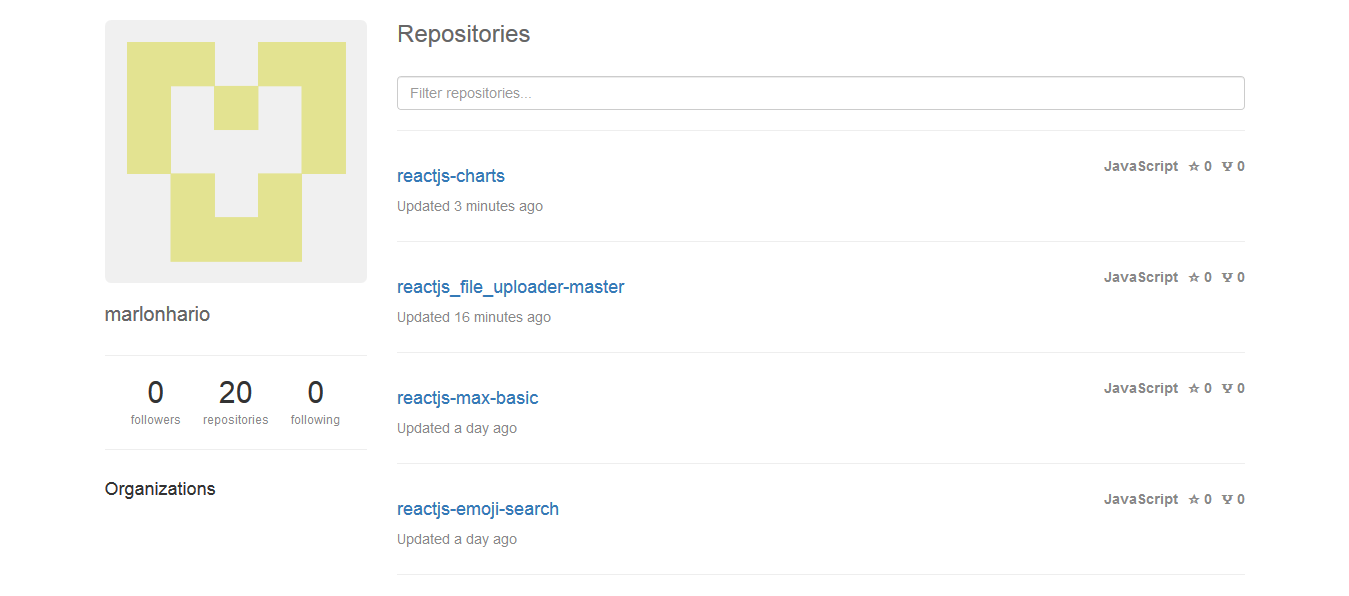 marlonhario
0 20 0
followers repositories following
Organizations
Repositories
Filter repositories...
reactjs-charts
JavaScript 0 0
Updated 3 minutes ago
reactjs_file_uploader-master
JavaScript 0 0
Updated 16 minutes ago
reactjs-max-basic
JavaScript 0 0
Updated a day ago
reactjs-emoji-search
JavaScript 0 0
Updated a day ago